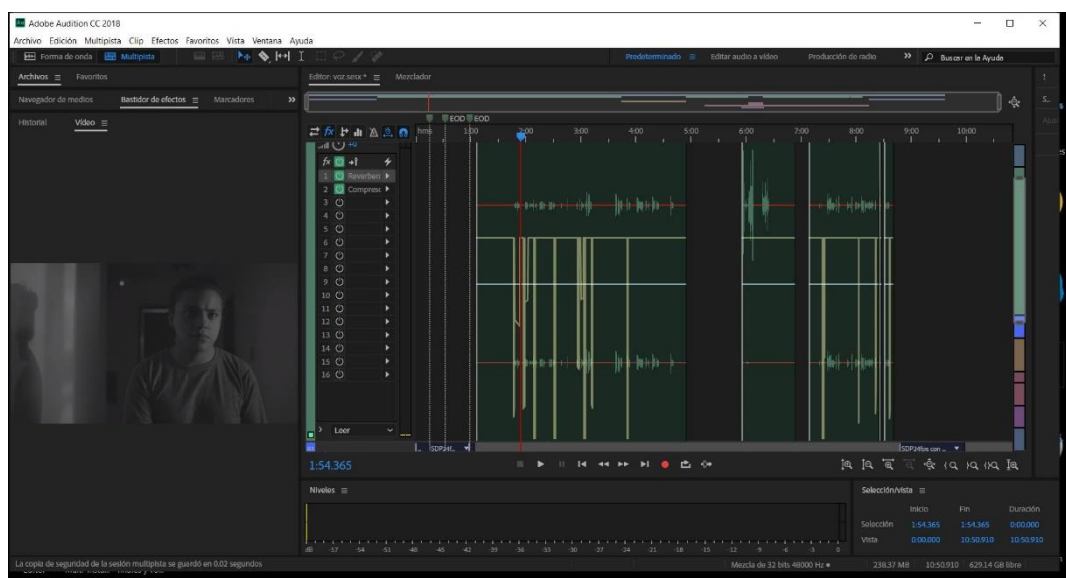 Adobe Audition CC 2018
Archivo Edición Multipista Clip Efectos Favoritos Vista Ventana Ayuda
Forma de onda Multipista Predeterminado Editar audio a vídeo Producción de radio Buscar en la Ayuda
Archivos Favoritos Editor: voz.sesx * Mezclador
Navegador de medios Bastidor de efectos Marcadores
Historial Vídeo
EOD EOD
hms 1:00 2:00 3:00 4:00 5:00 6:00 7:00 8:00 9:00 10:00
+0
fx
1 Reverben
2 Compresc
3
4
5
6
7
8
9
10
11
12
13
14
15
16
Leer
1:54.365
Niveles
dB -57 -54 -51 -48 -45 -42 -39 -36 -33 -30 -27 -24 -21 -18 -15 -12 -9 -6 -3 0
Selección/vista
Inicio Fin Duración
Selección 1:54.365 1:54.365 0:00.000
Vista 0:00.000 10:50.910 10:50.910
La copia de seguridad de la sesión multipista se guardó en 0.02 segundos
Mezcla de 32 bits 48000 Hz 238.37 MB 10:50.910 629.14 GB libre